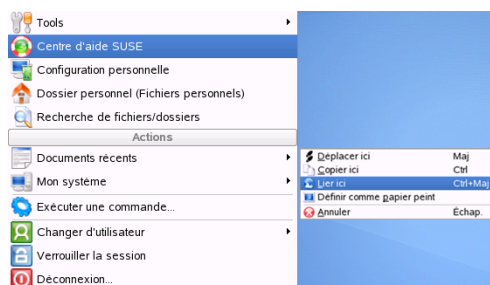 Tools
Centre d'aide SUSE
Configuration personnelle
Dossier personnel (Fichiers personnels)
Recherche de fichiers/dossiers
Actions
Documents récents
Mon système
Exécuter une commande...
Changer d'utilisateur
Verrouiller la session
Déconnexion...
Déplacer ici Maj
Copier ici Ctrl
Lier ici Ctrl+Maj
Définir comme papier peint
Annuler Échap.